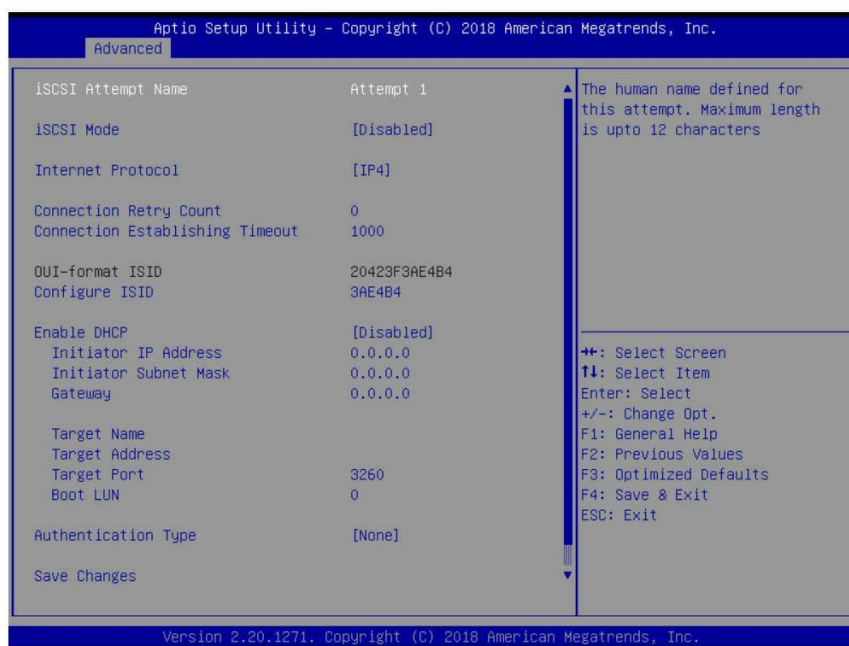 Aptio Setup Utility – Copyright (C) 2018 American Megatrends, Inc.
Advanced
iSCSI Attempt Name Attempt 1
iSCSI Mode [Disabled]
Internet Protocol [IP4]
Connection Retry Count 0
Connection Establishing Timeout 1000
OUI-format ISID 20423F3AE4B4
Configure ISID 3AE4B4
Enable DHCP [Disabled]
Initiator IP Address 0.0.0.0
Initiator Subnet Mask 0.0.0.0
Gateway 0.0.0.0
Target Name
Target Address
Target Port 3260
Boot LUN 0
Authentication Type [None]
Save Changes
The human name defined for
this attempt. Maximum length
is upto 12 characters
→←: Select Screen
↑↓: Select Item
Enter: Select
+/-: Change Opt.
F1: General Help
F2: Previous Values
F3: Optimized Defaults
F4: Save & Exit
ESC: Exit
Version 2.20.1271. Copyright (C) 2018 American Megatrends, Inc.